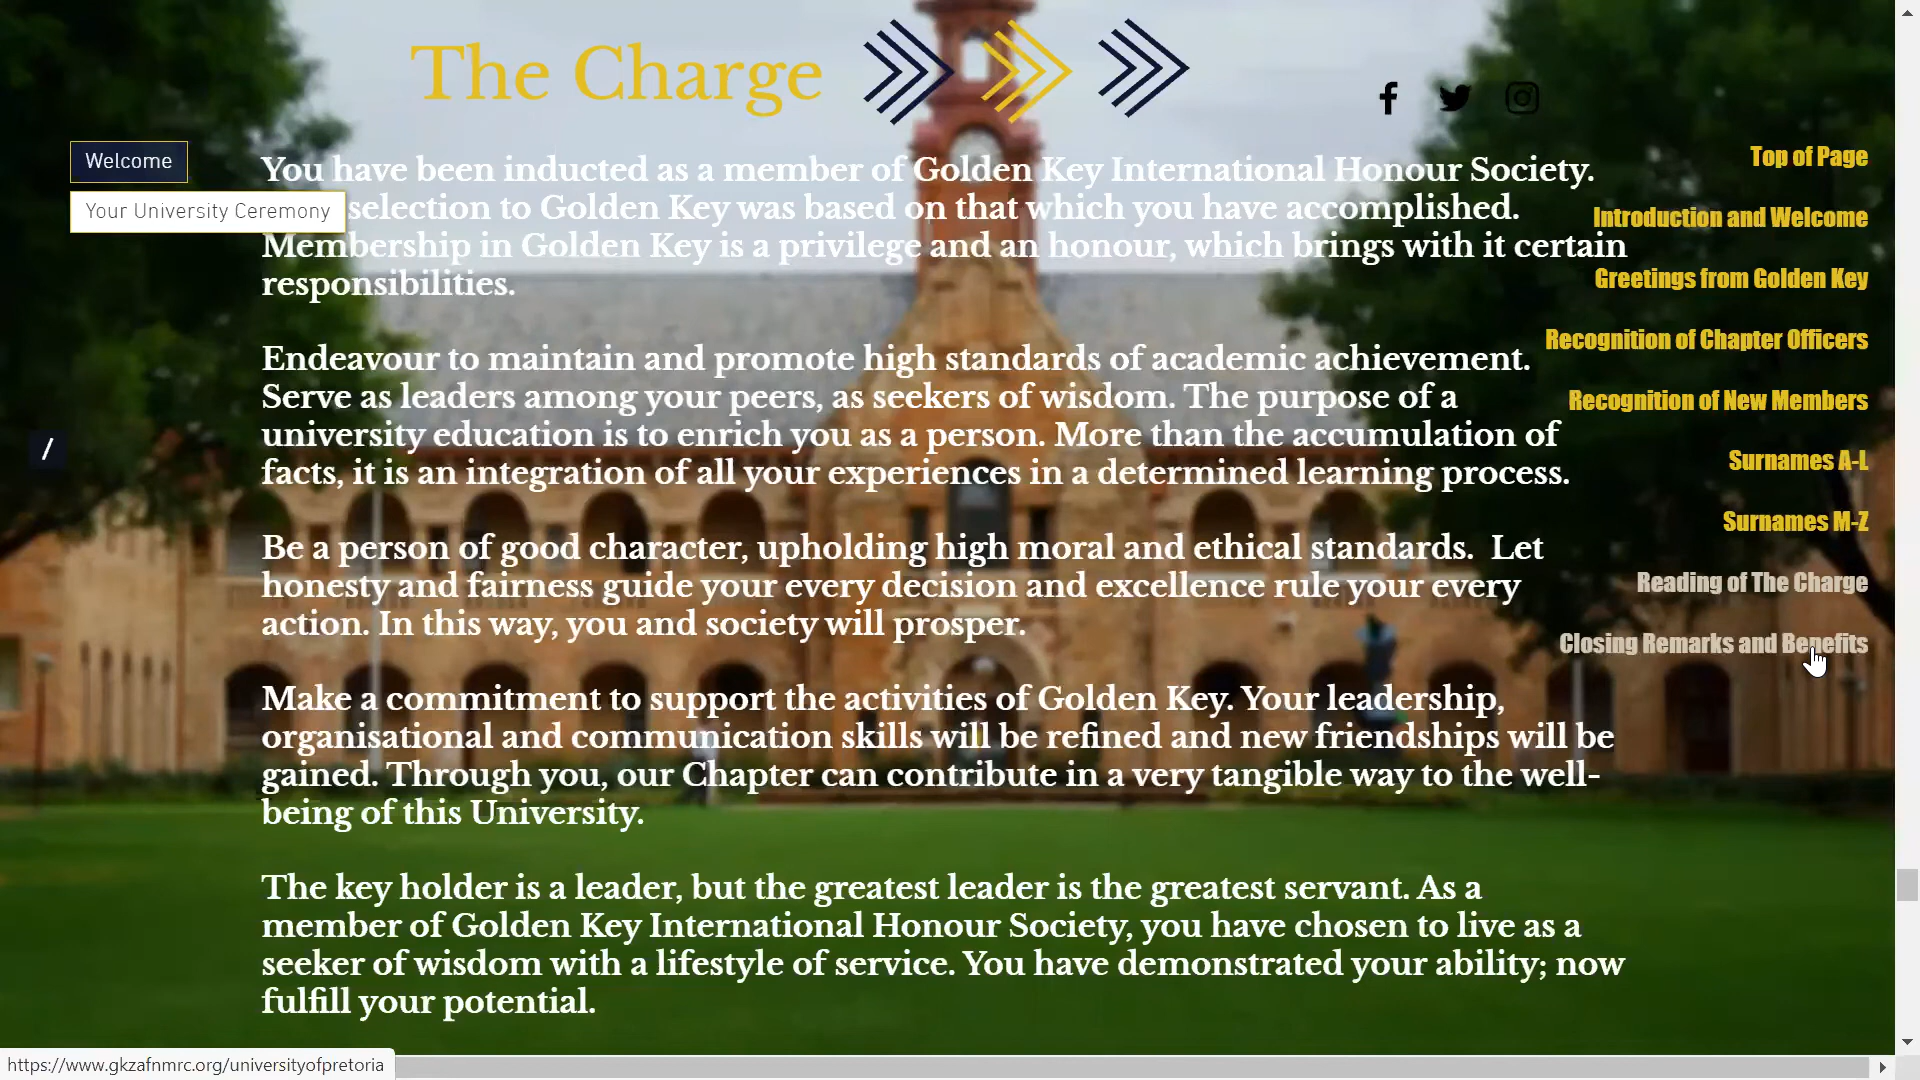 The Charge
Welcome
Your University Ceremony
You have been inducted as a member of Golden Key International Honour Society.
selection to Golden Key was based on that which you have accomplished.
Membership in Golden Key is a privilege and an honour, which brings with it certain
responsibilities.
Endeavour to maintain and promote high standards of academic achievement.
Serve as leaders among your peers, as seekers of wisdom. The purpose of a
university education is to enrich you as a person. More than the accumulation of
facts, it is an integration of all your experiences in a determined learning process.
Be a person of good character, upholding high moral and ethical standards.  Let
honesty and fairness guide your every decision and excellence rule your every
action. In this way, you and society will prosper.
Make a commitment to support the activities of Golden Key. Your leadership,
organisational and communication skills will be refined and new friendships will be
gained. Through you, our Chapter can contribute in a very tangible way to the well-
being of this University.
The key holder is a leader, but the greatest leader is the greatest servant. As a
member of Golden Key International Honour Society, you have chosen to live as a
seeker of wisdom with a lifestyle of service. You have demonstrated your ability; now
fulfill your potential.
Top of Page
Introduction and Welcome
Greetings from Golden Key
Recognition of Chapter Officers
Recognition of New Members
Surnames A-L
Surnames M-Z
Reading of The Charge
Closing Remarks and Benefits
/
https://www.gkzafnmrc.org/universityofpretoria